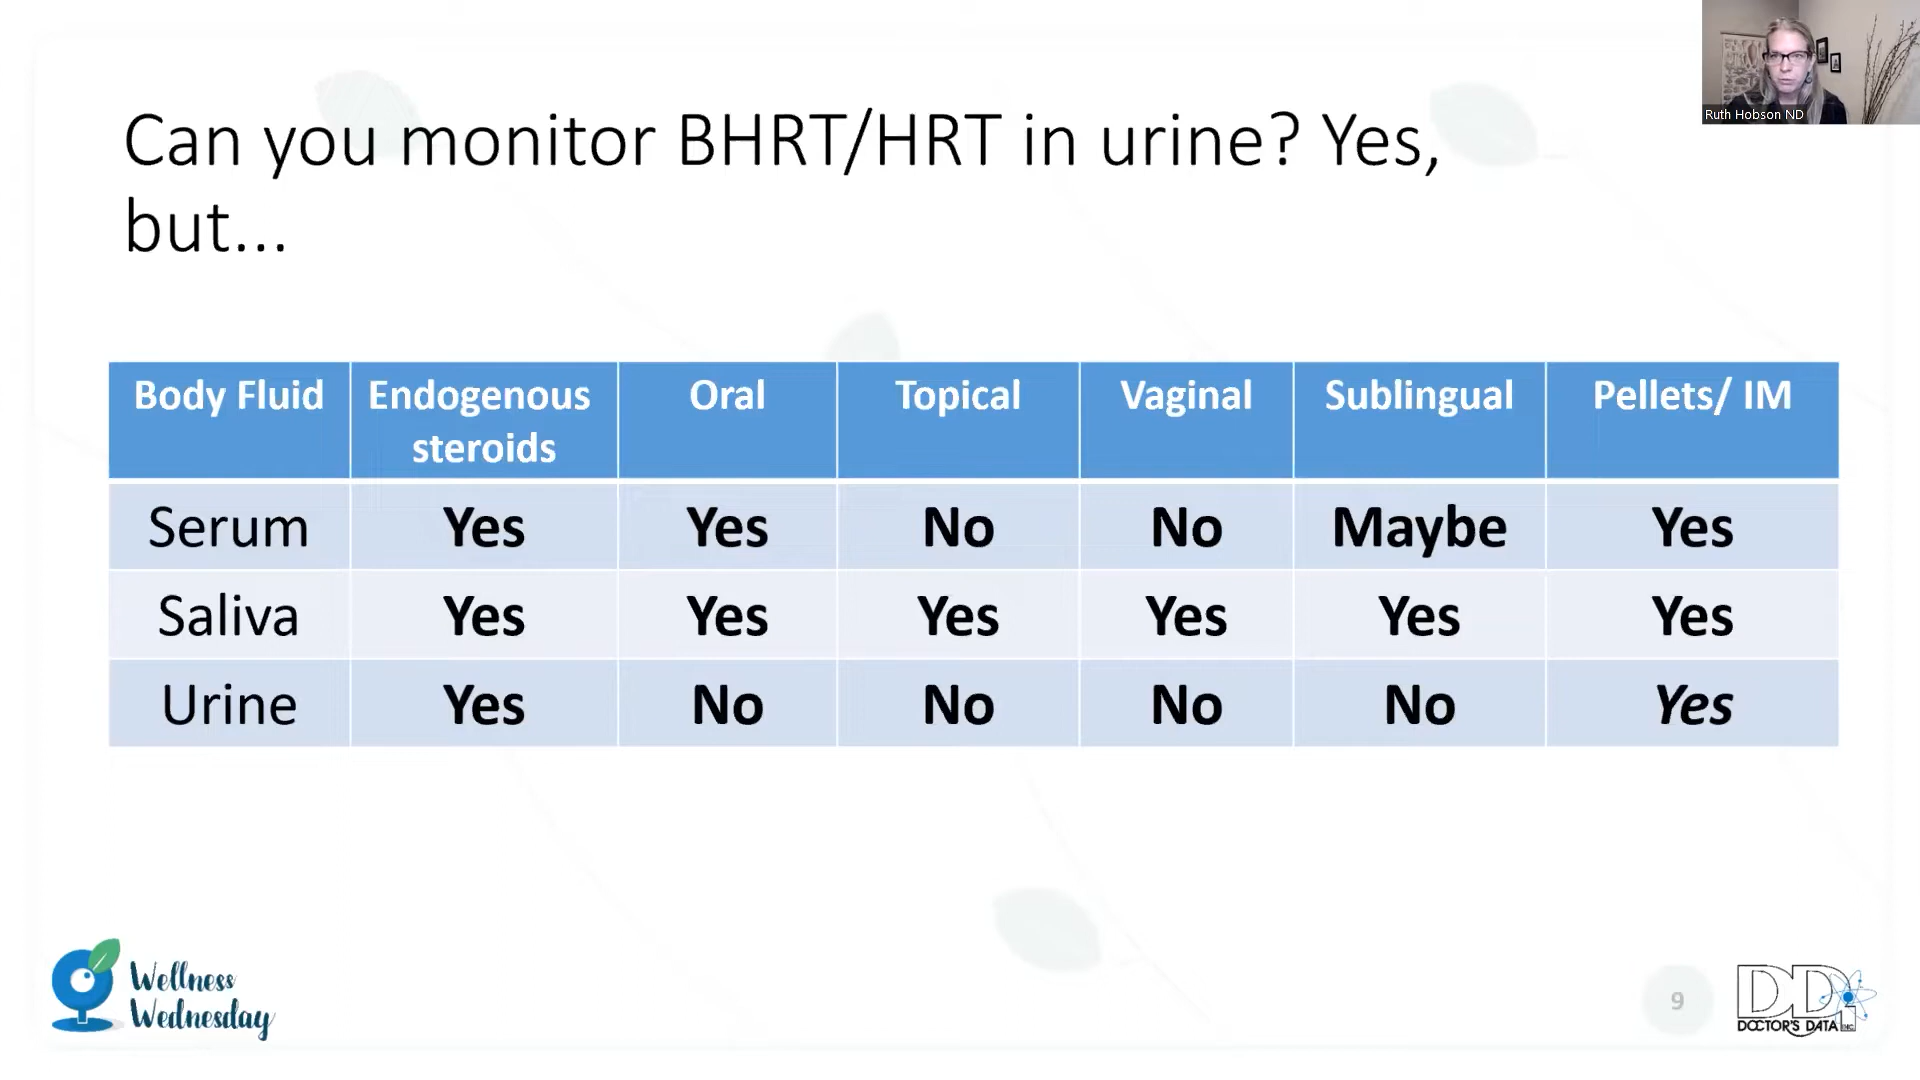 Ruth Hobson ND
Can you monitor BHRT/HRT in urine? Yes,
but...
Body Fluid Endogenous steroids Oral Topical Vaginal Sublingual Pellets/ IM
Serum Yes Yes No No Maybe Yes
Saliva Yes Yes Yes Yes Yes Yes
Urine Yes No No No No Yes
Wellness
Wednesday
9
DDI
DOCTOR'S DATA INC.